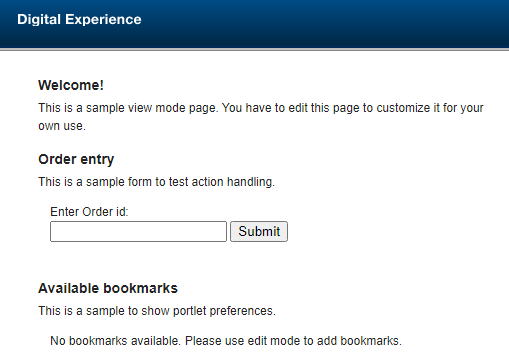 Digital Experience
Welcome!
This is a sample view mode page. You have to edit this page to customize it for your
own use.
Order entry
This is a sample form to test action handling.
Enter Order id:
Submit
Available bookmarks
This is a sample to show portlet preferences.
No bookmarks available. Please use edit mode to add bookmarks.